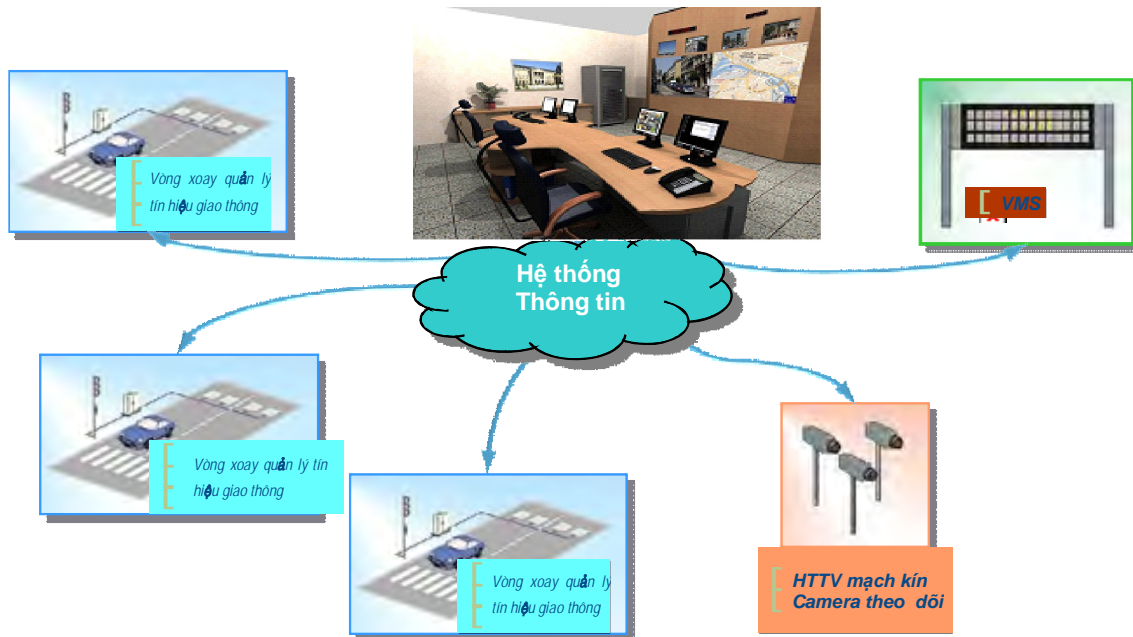 Vòng xoay quản lý
tín hiệu giao thông
VMS
Hệ thống
Thông tin
Vòng xoay quản lý tín
hiệu giao thông
Vòng xoay quản lý
tín hiệu giao thông
HTTV mạch kín
Camera theo dõi